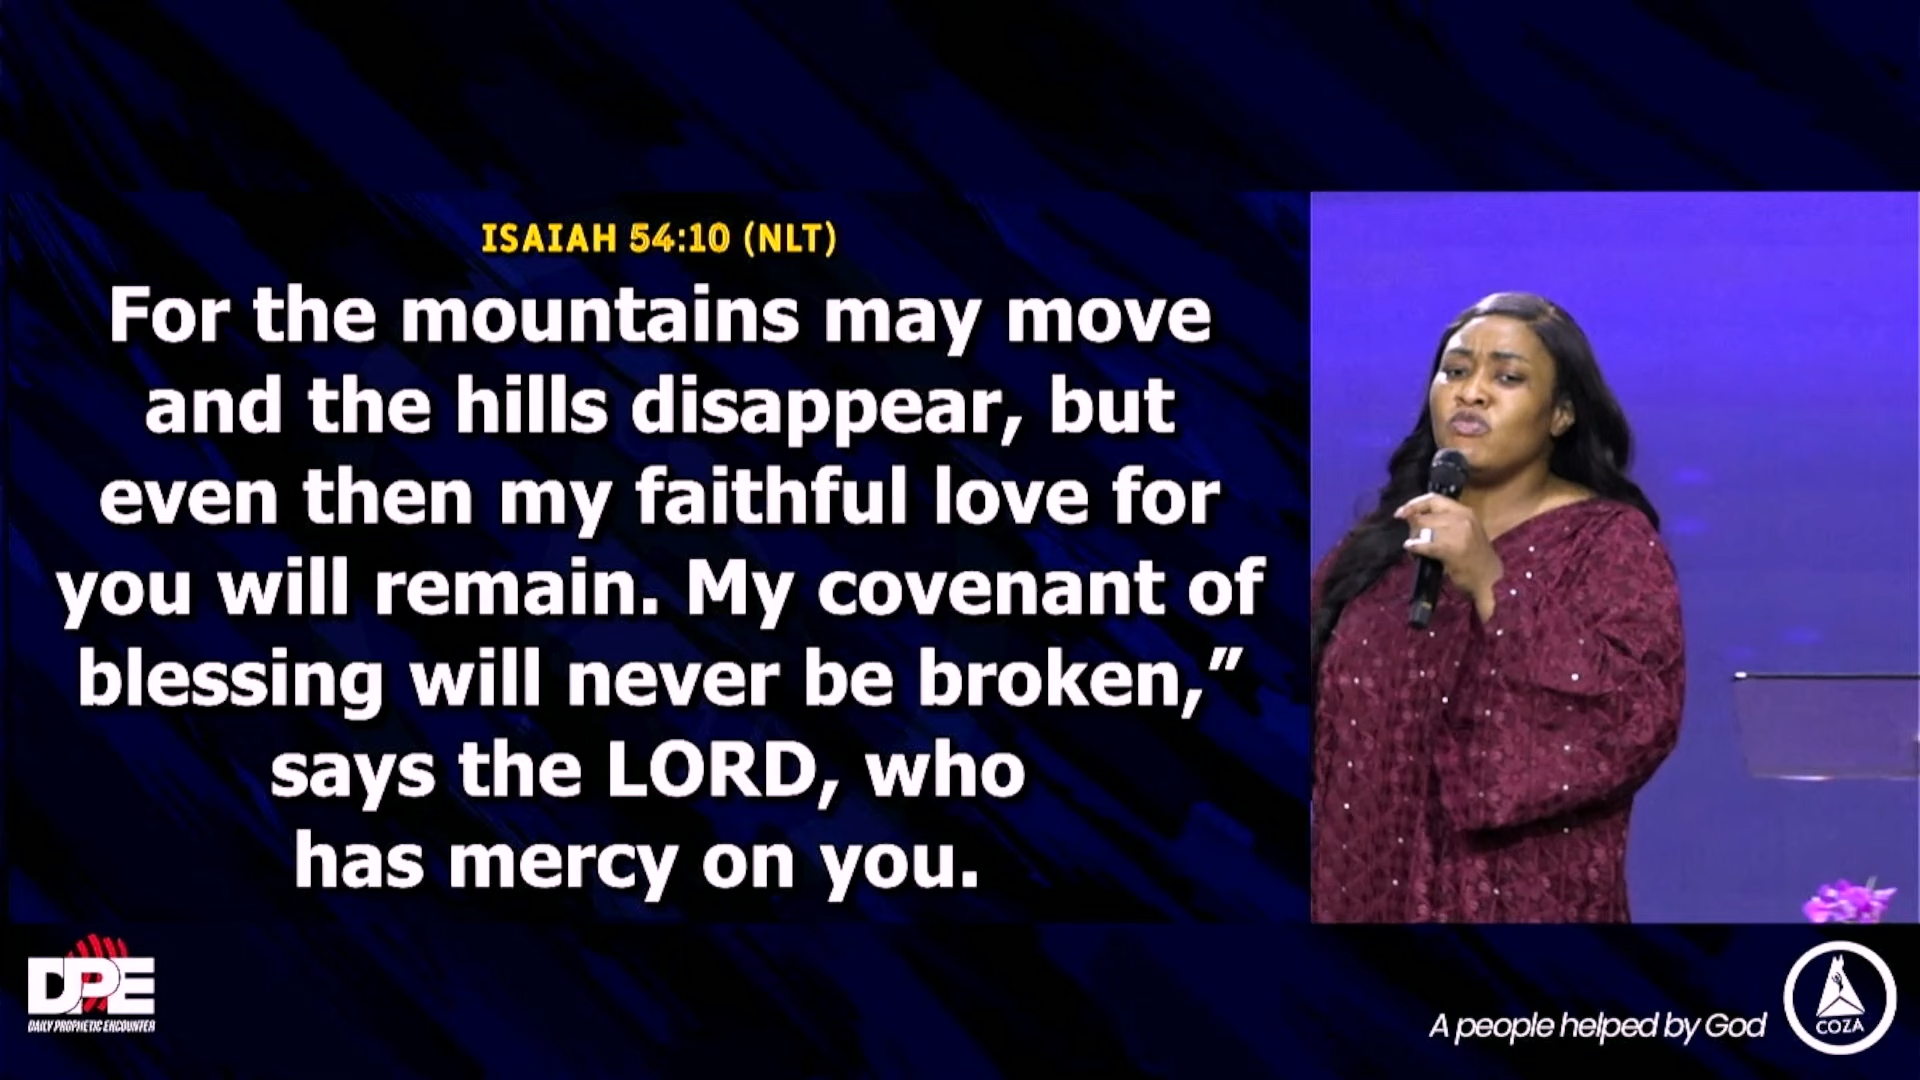 ISAIAH 54:10 (NLT)
For the mountains may move
and the hills disappear, but
even then my faithful love for
you will remain. My covenant of
blessing will never be broken,”
says the LORD, who
has mercy on you.
DPE
DAILY PROPHETIC ENCOUNTER
A people helped by God
COZA